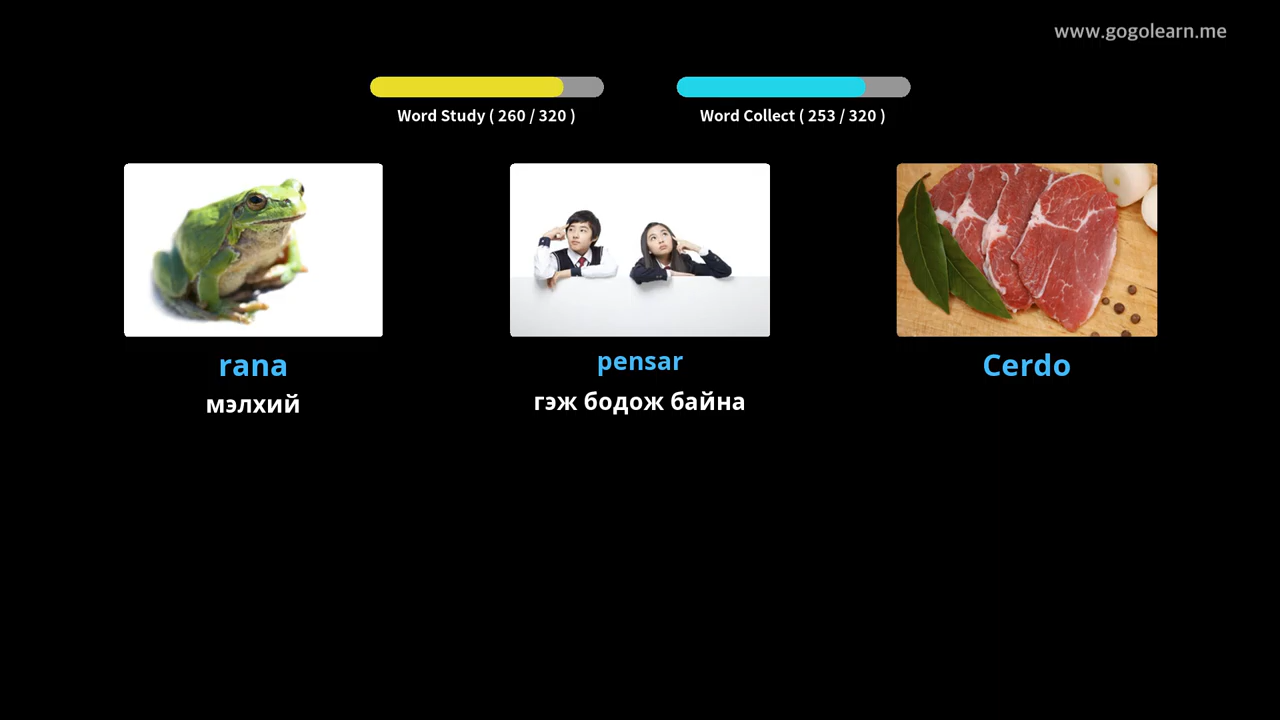 www.gogolearn.me
Word Study ( 260 / 320 )
Word Collect ( 253 / 320 )
rana
мэлхий
pensar
гэж бодож байна
Cerdo